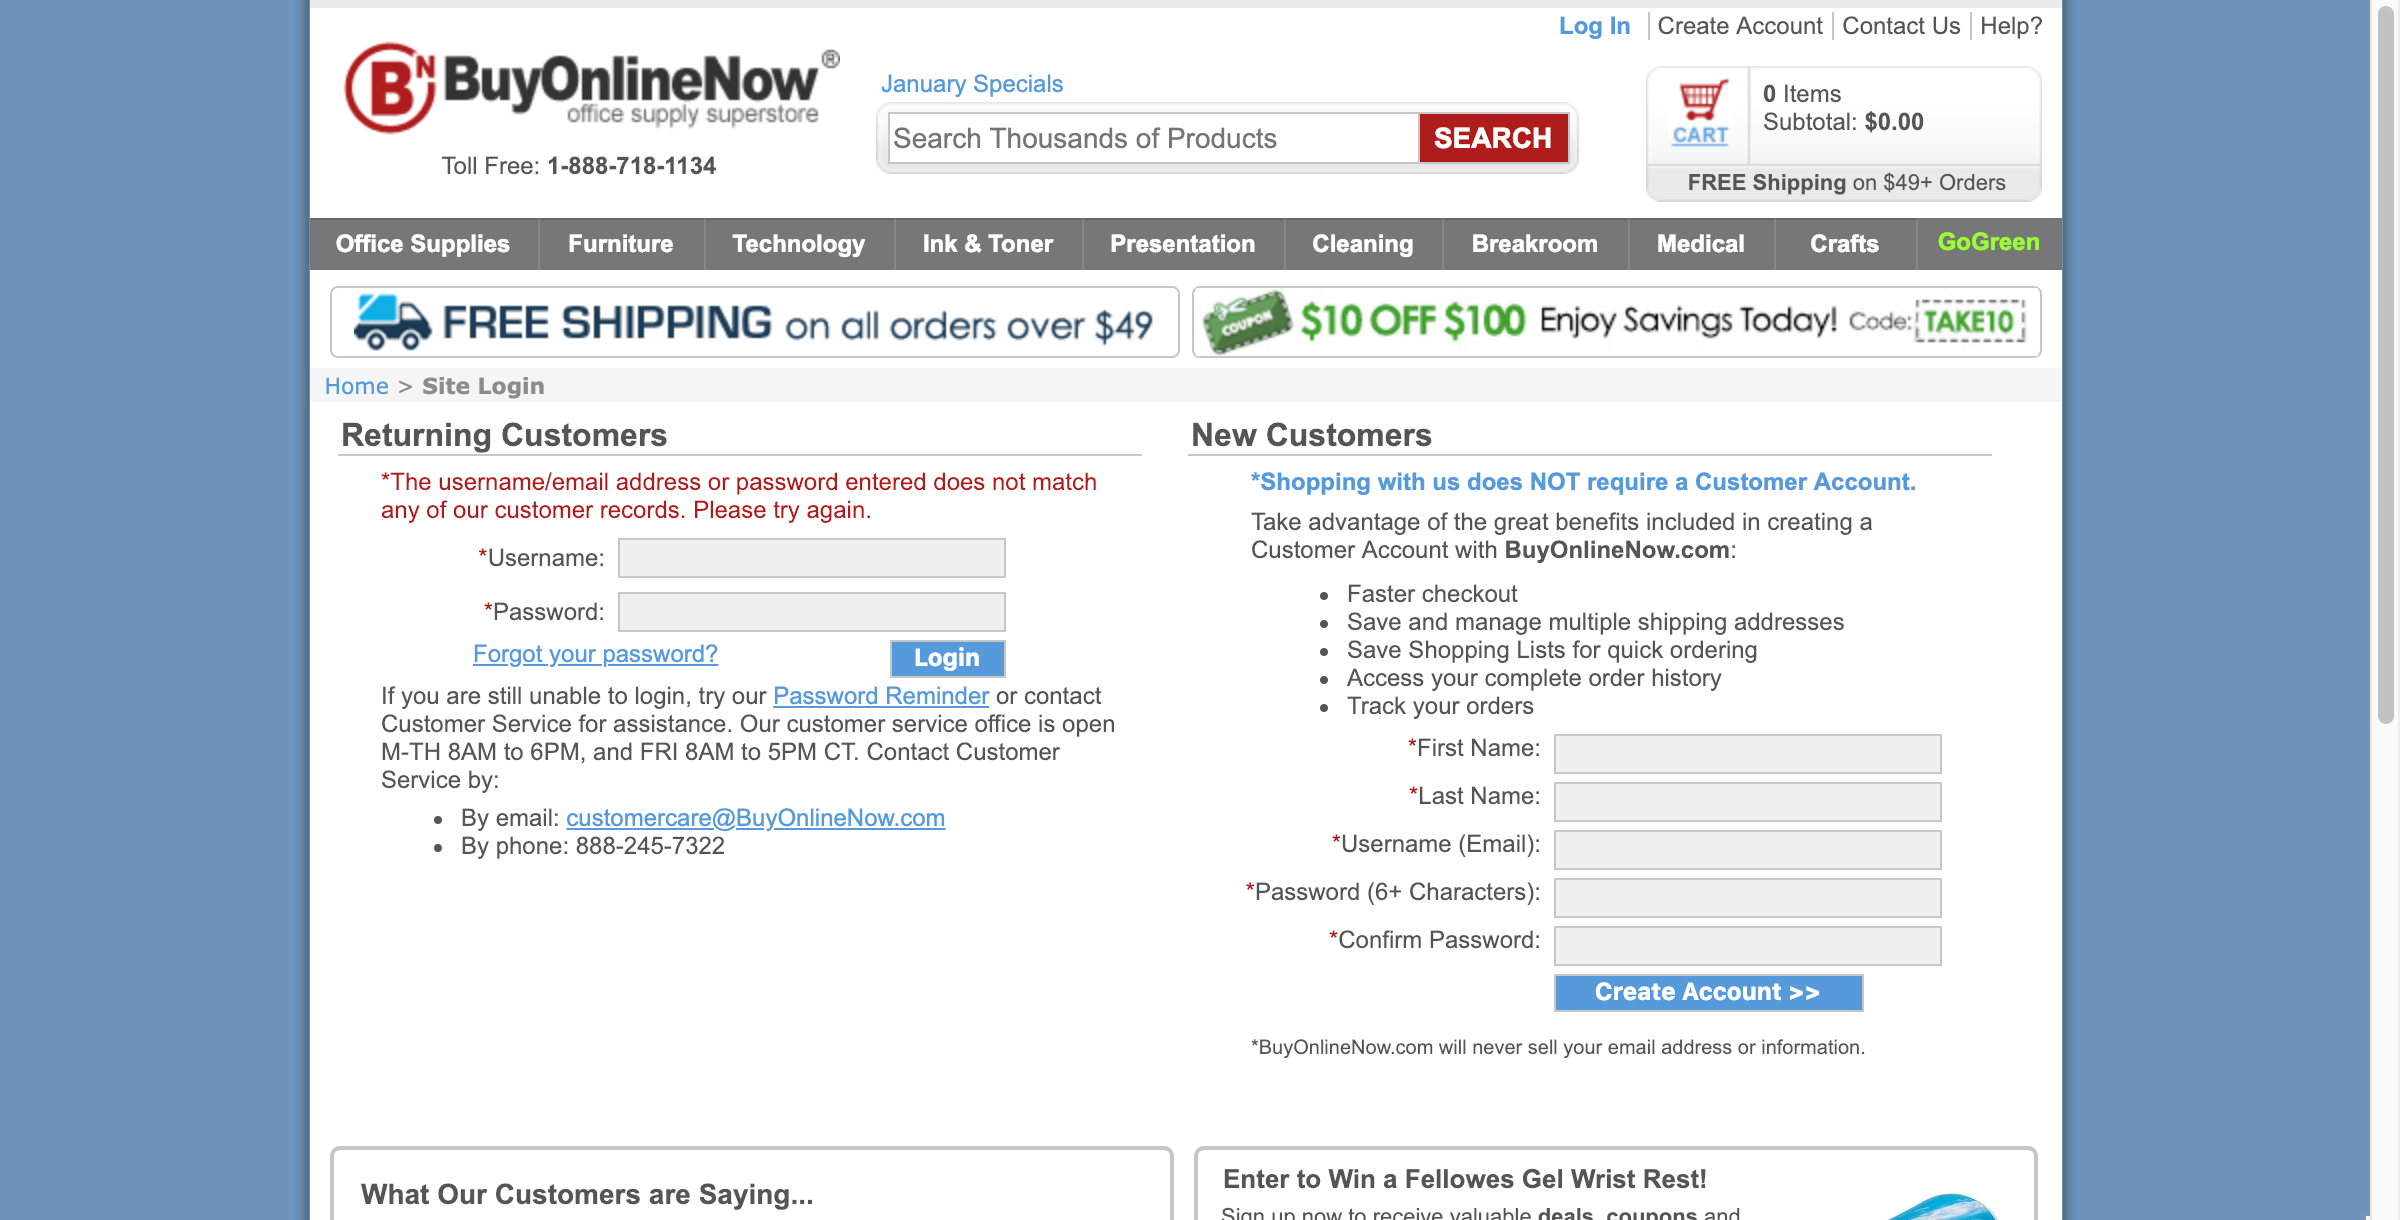 Log In
Create Account
Contact Us
Help?
BN BuyOnlineNow®
office supply superstore
Toll Free: 1-888-718-1134
January Specials
Search Thousands of Products
SEARCH
CART
0 Items
Subtotal: $0.00
FREE Shipping on $49+ Orders
Office Supplies
Furniture
Technology
Ink & Toner
Presentation
Cleaning
Breakroom
Medical
Crafts
GoGreen
FREE SHIPPING on all orders over $49
COUPON $10 OFF $100 Enjoy Savings Today! Code: TAKE10
Home > Site Login
Returning Customers
*The username/email address or password entered does not match
any of our customer records. Please try again.
*Username:
*Password:
Forgot your password?
Login
If you are still unable to login, try our Password Reminder or contact
Customer Service for assistance. Our customer service office is open
M-TH 8AM to 6PM, and FRI 8AM to 5PM CT. Contact Customer
Service by:
• By email: customercare@BuyOnlineNow.com
• By phone: 888-245-7322
New Customers
*Shopping with us does NOT require a Customer Account.
Take advantage of the great benefits included in creating a
Customer Account with BuyOnlineNow.com:
• Faster checkout
• Save and manage multiple shipping addresses
• Save Shopping Lists for quick ordering
• Access your complete order history
• Track your orders
*First Name:
*Last Name:
*Username (Email):
*Password (6+ Characters):
*Confirm Password:
Create Account >>
*BuyOnlineNow.com will never sell your email address or information.
What Our Customers are Saying...
Enter to Win a Fellowes Gel Wrist Rest!
Sign up now to receive valuable deals, coupons and